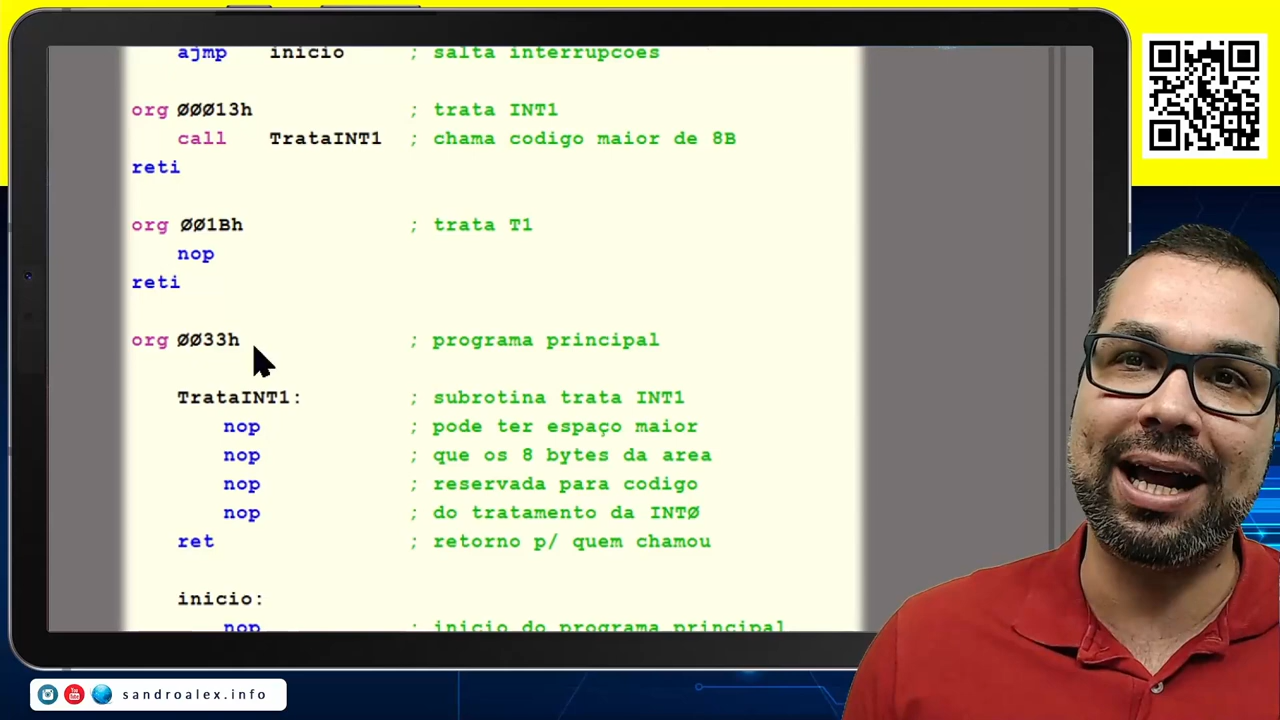 ajmp inicio ; salta interrupcoes
org ØØØ13h ; trata INT1
call TrataINT1 ; chama codigo maior de 8B
reti
org ØØ1Bh ; trata T1
nop
reti
org ØØ33h ; programa principal
TrataINT1: ; subrotina trata INT1
nop ; pode ter espaço maior
nop ; que os 8 bytes da area
nop ; reservada para codigo
nop ; do tratamento da INTØ
ret ; retorno p/ quem chamou
inicio:
nop ; inicio do programa principal
sandroalex.info